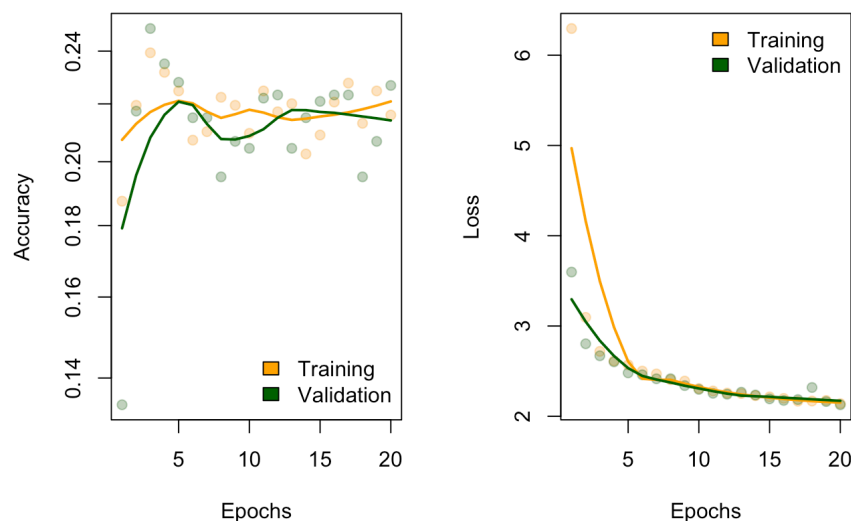 0.24
0.20
0.18
0.16
0.14
Accuracy
Training
Validation
5 10 15 20
Epochs
6
5
4
3
2
Loss
Training
Validation
5 10 15 20
Epochs